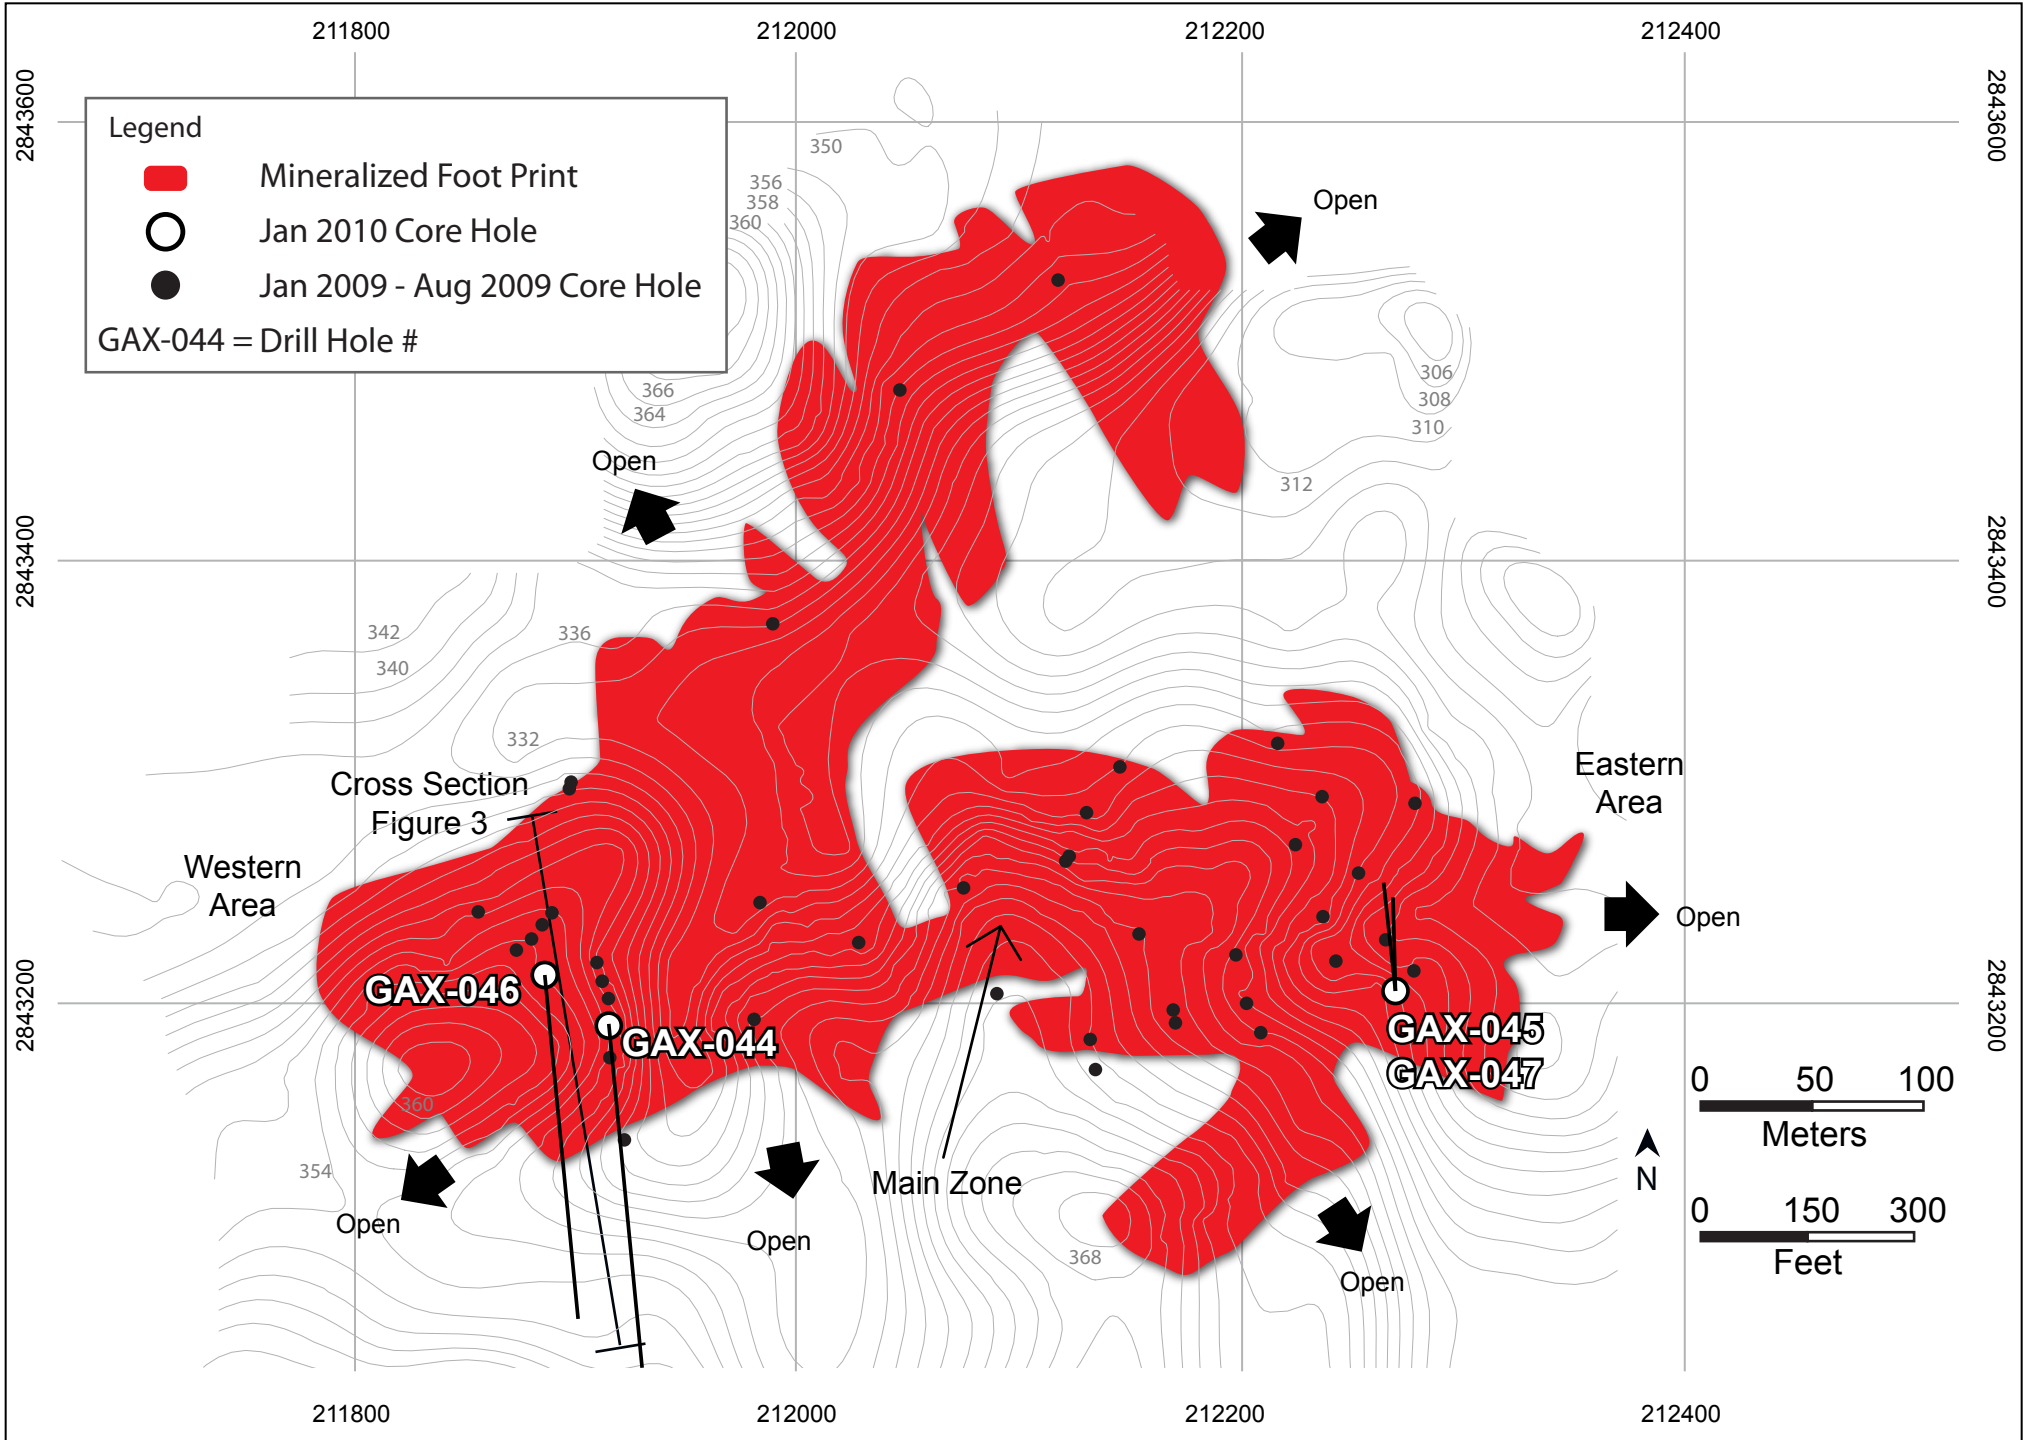 211800
212000
212200
212400
2843600
2843600
Legend
Mineralized Foot Print
Jan 2010 Core Hole
Jan 2009 - Aug 2009 Core Hole
GAX-044 = Drill Hole #
350
356
358
360
Open
366
364
306
308
310
Open
312
2843400
2843400
342
336
340
332
Cross Section
Figure 3
Eastern
Area
Western
Area
Open
GAX-046
2843200
2843200
GAX-044
GAX-045
GAX-047
360
0 50 100
Meters
354
Main Zone
N
Open
Open
368
Open
0 150 300
Feet
211800
212000
212200
212400